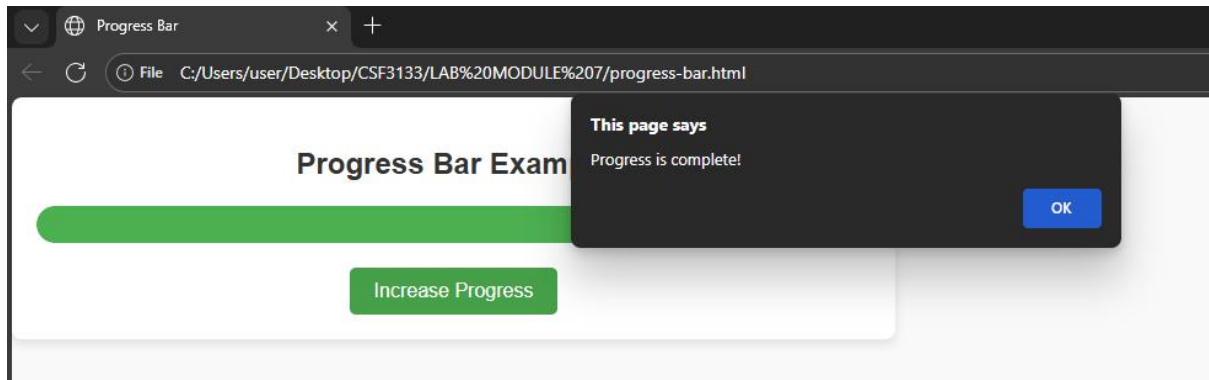 Progress Bar
File C:/Users/user/Desktop/CSF3133/LAB%20MODULE%207/progress-bar.html
This page says
Progress is complete!
OK
Progress Bar Exam
Increase Progress